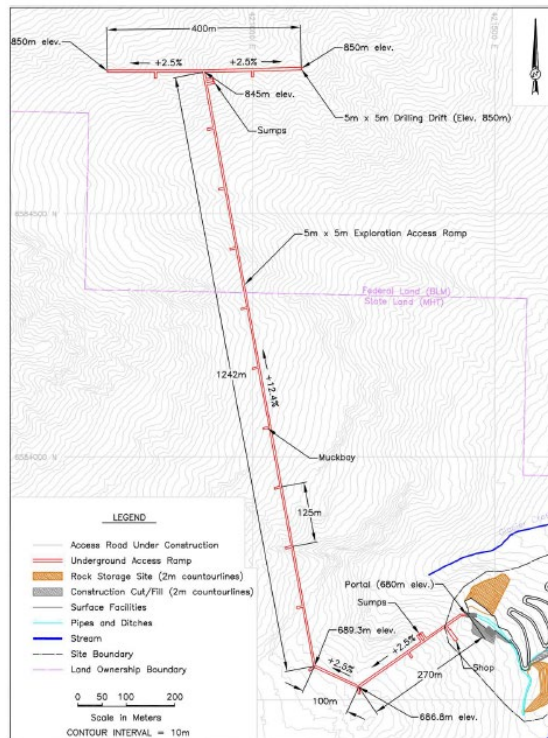 400m
421500 E
422000 E
850m elev.
+2.5%
+2.5%
850m elev.
845m elev.
Sumps
5m x 5m Drilling Drift (Elev. 850m)
6584500 N
5m x 5m Exploration Access Ramp
Federal Land (BLM)
State Land (MHT)
1242m
+12.4%
Muckbay
6584000 N
125m
LEGEND
Access Road Under Construction
Underground Access Ramp
Rock Storage Site (2m countourlines)
Construction Cut/Fill (2m countourlines)
Surface Facilities
Pipes and Ditches
Stream
Site Boundary
Land Ownership Boundary
0 50 100 200
Scale in Meters
CONTOUR INTERVAL = 10m
Portal (680m elev.)
Sumps
689.3m elev.
+2.5%
+2.5%
Shop
270m
100m
686.8m elev.